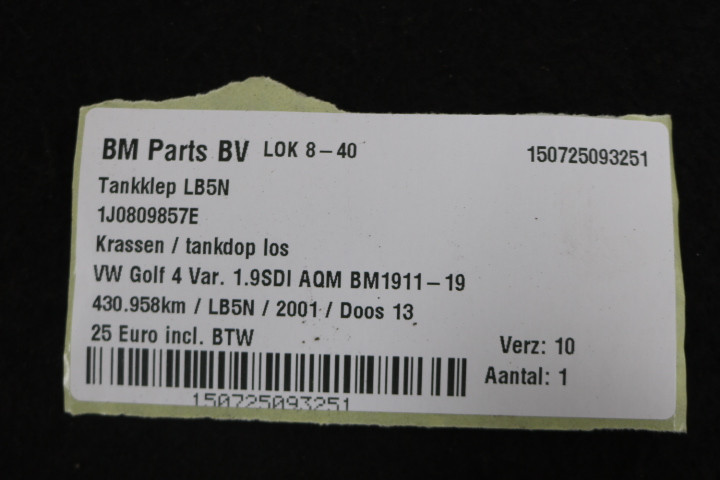 BM Parts BV LOK 8-40 150725093251
Tankklep LB5N
1J0809857E
Krassen / tankdop los
VW Golf 4 Var. 1.9SDI AQM BM1911-19
430.958km / LB5N / 2001 / Doos 13
25 Euro incl. BTW Verz: 10
Aantal: 1
150725093251